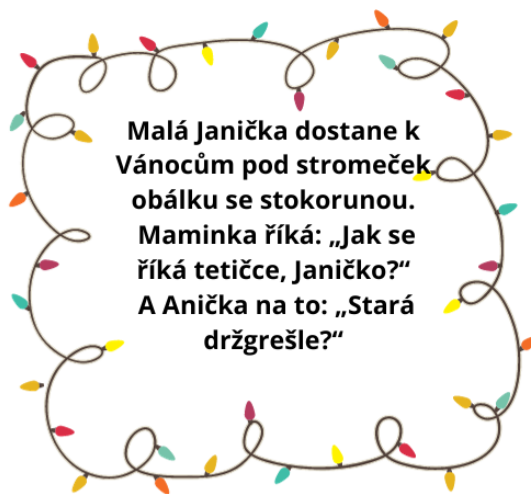 Malá Janička dostane k
Vánocům pod stromeček
obálku se stokorunou.
Maminka říká: „Jak se
říká tetičce, Janičko?“
A Anička na to: „Stará
držgrešle?“